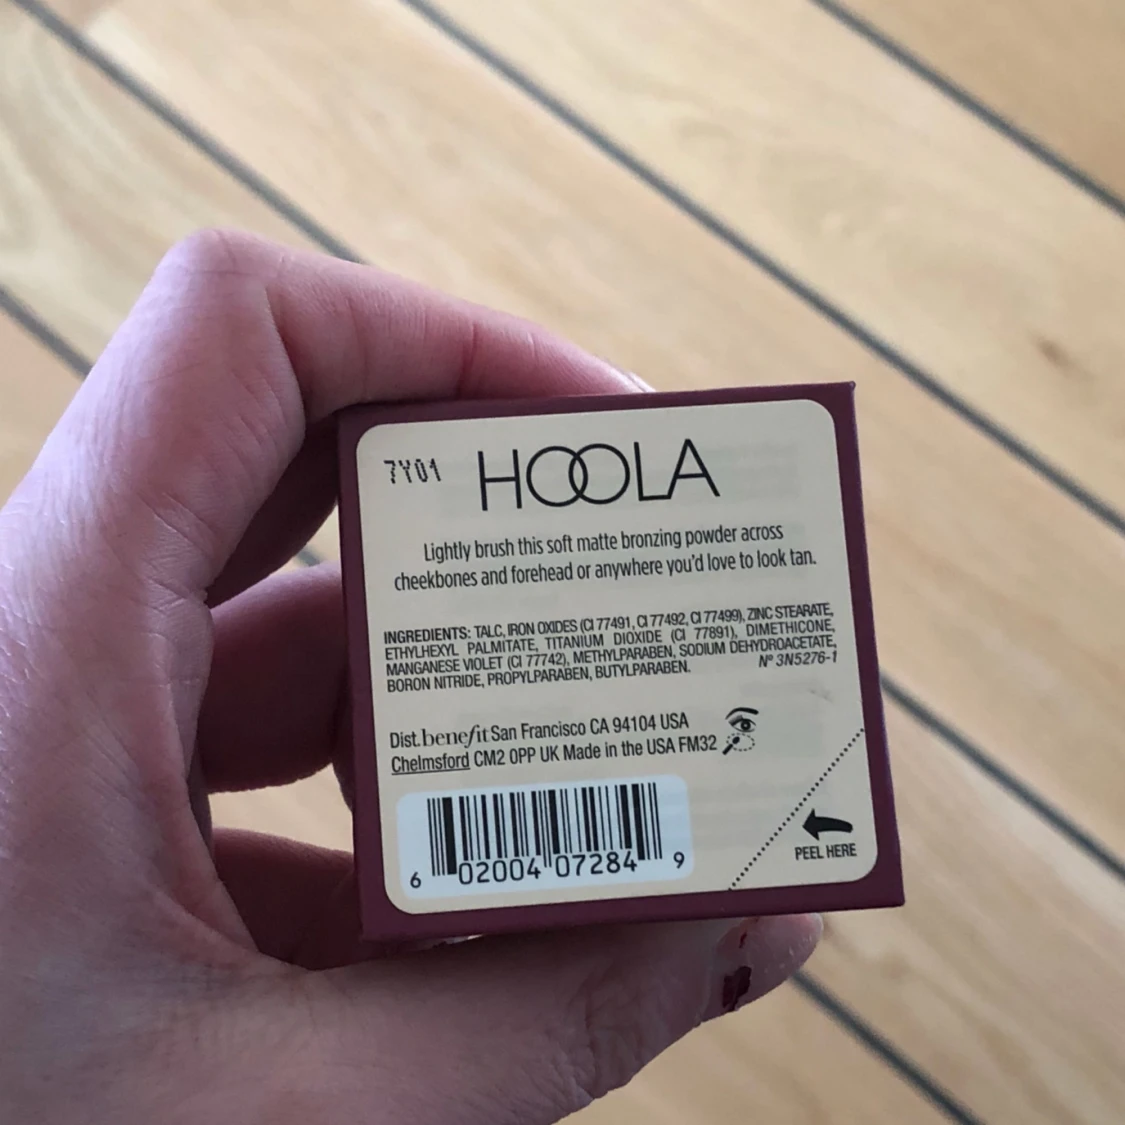 7Y01
HOOLA
Lightly brush this soft matte bronzing powder across
cheekbones and forehead or anywhere you'd love to look tan.
INGREDIENTS: TALC, IRON OXIDES (CI 77491, CI 77492, CI 77499), ZINC STEARATE,
ETHYLHEXYL PALMITATE, TITANIUM DIOXIDE (CI 77891), DIMETHICONE,
MANGANESE VIOLET (CI 77742), METHYLPARABEN, SODIUM DEHYDROACETATE,
BORON NITRIDE, PROPYLPARABEN, BUTYLPARABEN. Nº 3N5276-1
Dist. benefit San Francisco CA 94104 USA
Chelmsford CM2 0PP UK Made in the USA FM32
PEEL HERE
6 02004 07284 9